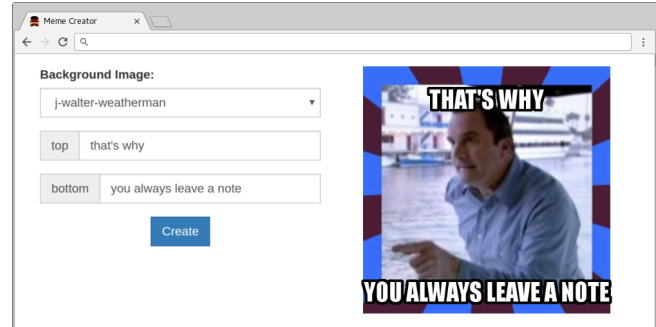 Meme Creator
Background Image:
j-walter-weatherman
top that's why
bottom you always leave a note
Create
THAT'S WHY
YOU ALWAYS LEAVE A NOTE